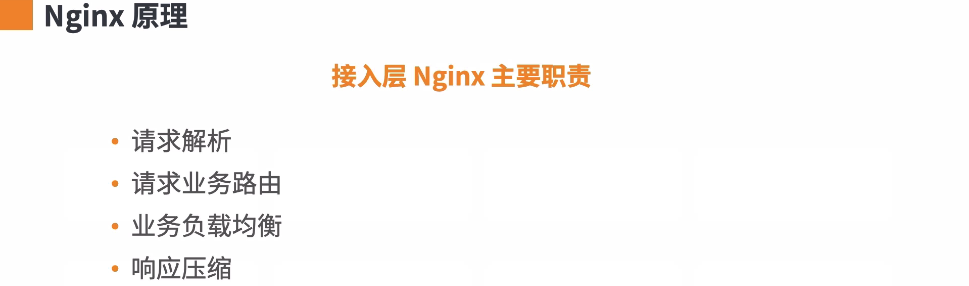 Nginx 原理
接入层 Nginx 主要职责
• 请求解析
• 请求业务路由
• 业务负载均衡
• 响应压缩